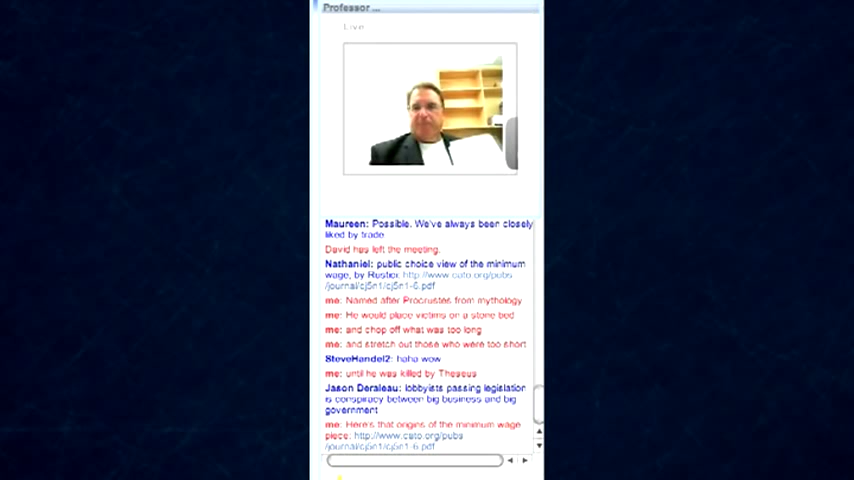 Professor ...
Live
Maureen: Possible. We've always been closely
liked by trade
David has left the meeting.
Nathaniel: public choice view of the minimum
wage, by Rustici: http://www.cato.org/pubs
/journal/cj5n1/cj5n1-6.pdf
me: Named after Procrustes from mythology
me: He would place victims on a stone bed
me: and chop off what was too long
me: and stretch out those who were too short
SteveHandel2: haha wow
me: until he was killed by Theseus
Jason Deraleau: lobbyists passing legislation
is conspiracy between big business and big
government
me: Here's that origins of the minimum wage
piece: http://www.cato.org/pubs
/journal/cj5n1/cj5n1-6.pdf